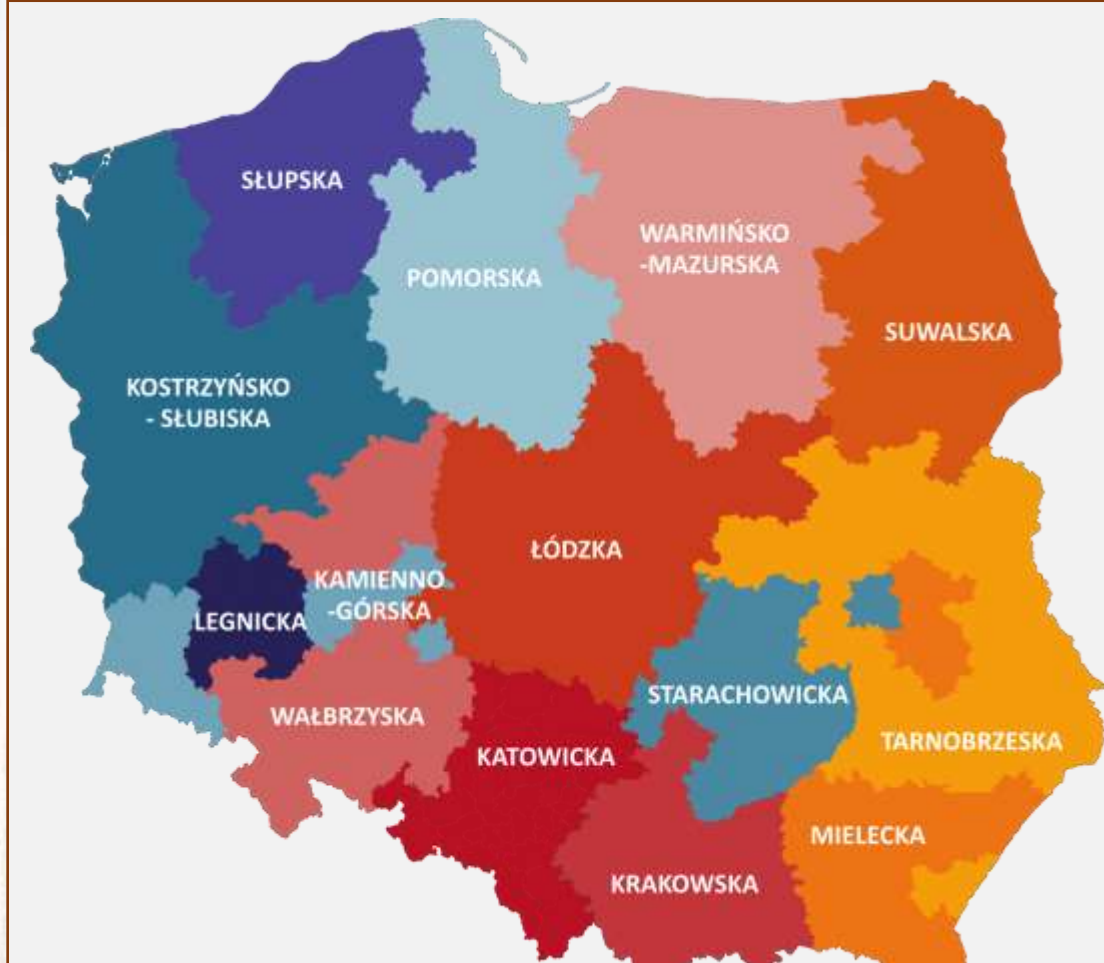 SŁUPSKA
WARMIŃSKO
-MAZURSKA
POMORSKA
SUWALSKA
KOSTRZYŃSKO
- SŁUBISKA
ŁÓDZKA
KAMIENNO
-GÓRSKA
LEGNICKA
STARACHOWICKA
WAŁBRZYSKA
TARNOBRZESKA
KATOWICKA
MIELECKA
KRAKOWSKA